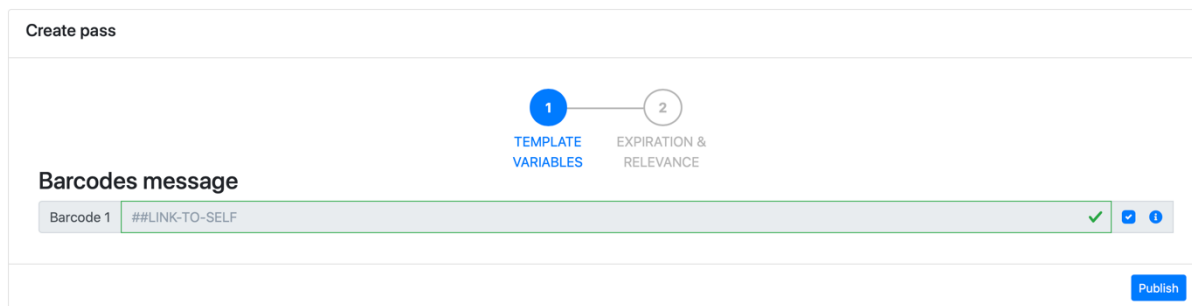 Create pass
1
2
TEMPLATE
VARIABLES
EXPIRATION &
RELEVANCE
Barcodes message
Barcode 1 ##LINK-TO-SELF
Publish